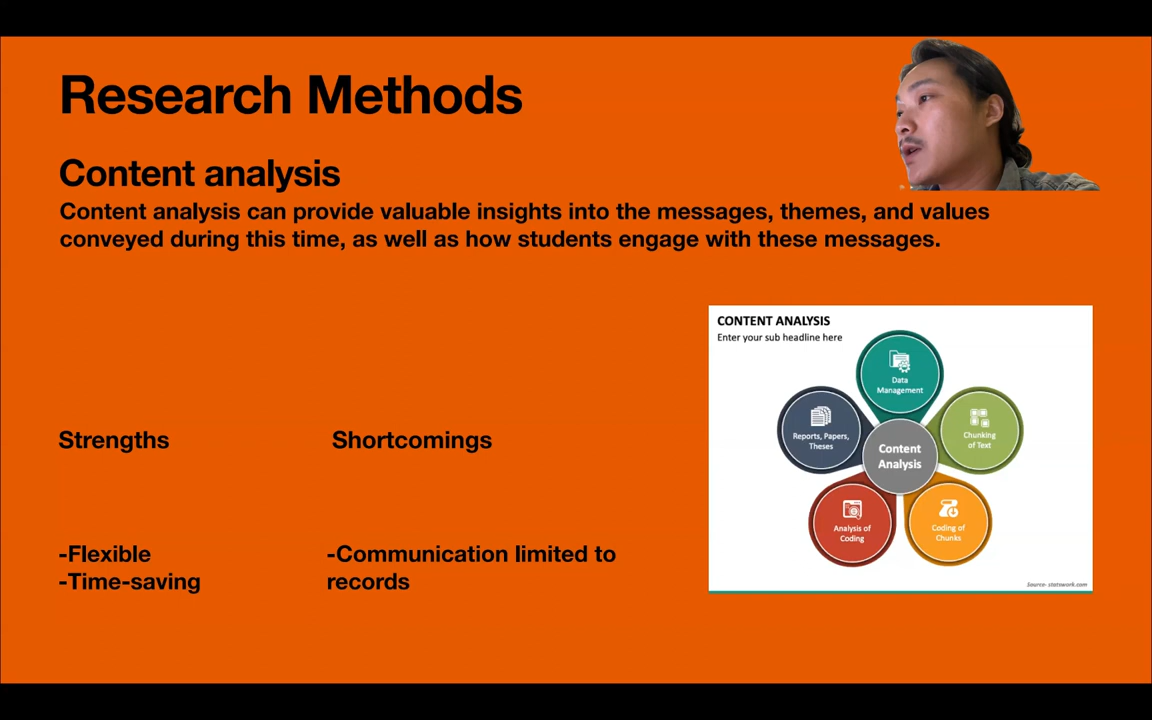 Research Methods
Content analysis
Content analysis can provide valuable insights into the messages, themes, and values
conveyed during this time, as well as how students engage with these messages.
Strengths
Shortcomings
-Flexible
-Time-saving
-Communication limited to
records
CONTENT ANALYSIS
Enter your sub headline here
Data
Management
Reports, Papers,
Theses
Chunking
of Text
Content
Analysis
Analysis of
Coding
Coding of
Chunks
Source- statswork.com